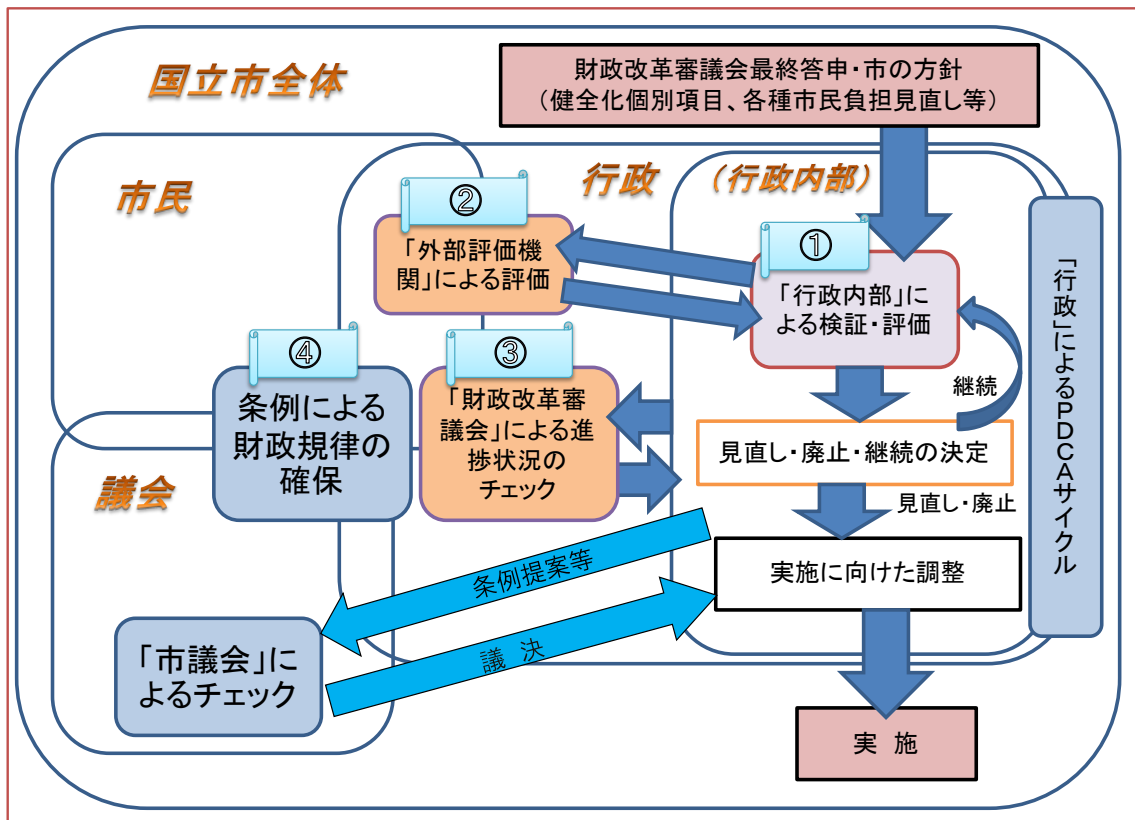 国立市全体
財政改革審議会最終答申・市の方針
（健全化個別項目、各種市民負担見直し等）
市民
行政
（行政内部）
②
「外部評価機
関」による評価
①
「行政内部」に
よる検証・評価
継続
④
条例による
財政規律の
確保
③
「財政改革審
議会」による進
捗状況の
チェック
見直し・廃止・継続の決定
見直し・廃止
議会
条例提案等
実施に向けた調整
議　決
「市議会」に
よるチェック
実　施
「行政」によるＰＤＣＡサイクル